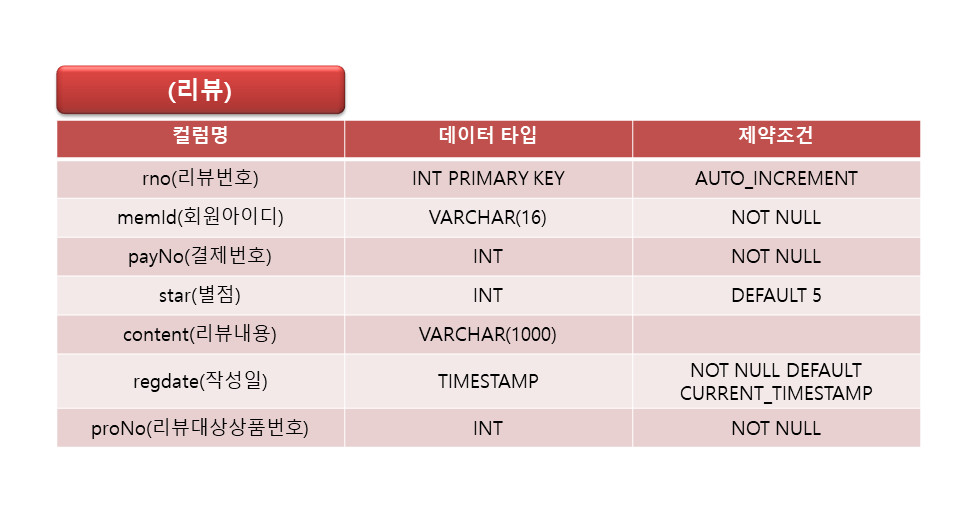 (리뷰)
컬럼명 데이터 타입 제약조건
rno(리뷰번호) INT PRIMARY KEY AUTO_INCREMENT
memId(회원아이디) VARCHAR(16) NOT NULL
payNo(결제번호) INT NOT NULL
star(별점) INT DEFAULT 5
content(리뷰내용) VARCHAR(1000)
regdate(작성일) TIMESTAMP NOT NULL DEFAULT
CURRENT_TIMESTAMP
proNo(리뷰대상상품번호) INT NOT NULL